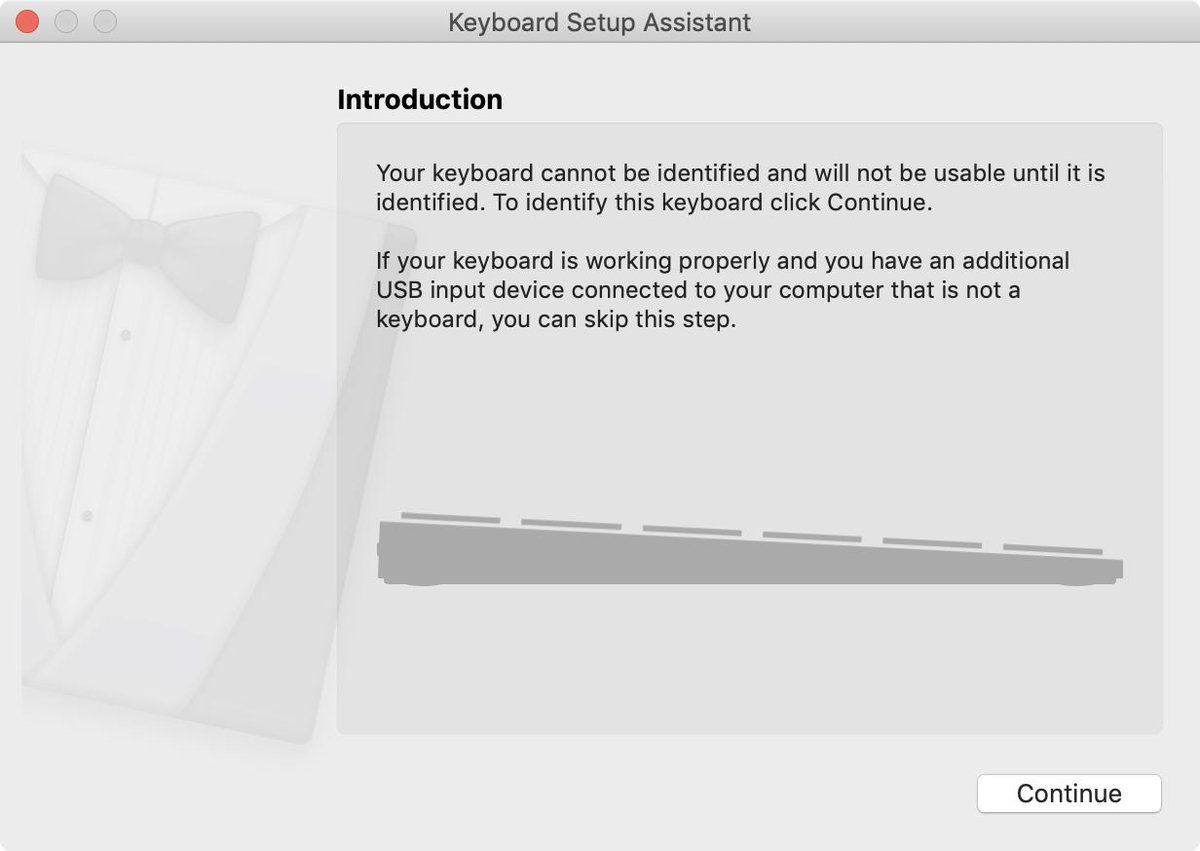 Keyboard Setup Assistant
Introduction
Your keyboard cannot be identified and will not be usable until it is
identified. To identify this keyboard click Continue.
If your keyboard is working properly and you have an additional
USB input device connected to your computer that is not a
keyboard, you can skip this step.
Continue